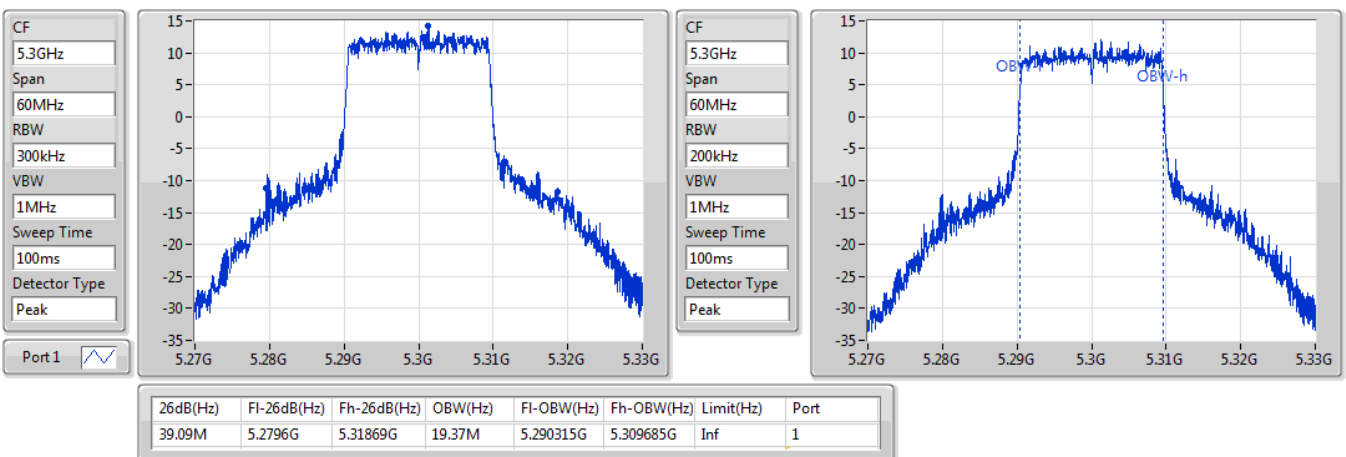 CF
5.3GHz
Span
60MHz
RBW
300kHz
VBW
1MHz
Sweep Time
100ms
Detector Type
Peak
Port 1
15
10
5
0
-5
-10
-15
-20
-25
-30
-35
5.27G 5.28G 5.29G 5.3G 5.31G 5.32G 5.33G
CF
5.3GHz
Span
60MHz
RBW
200kHz
VBW
1MHz
Sweep Time
100ms
Detector Type
Peak
15
10
5
0
-5
-10
-15
-20
-25
-30
-35
OBW-h
5.27G 5.28G 5.29G 5.3G 5.31G 5.32G 5.33G
26dB(Hz) Fl-26dB(Hz) Fh-26dB(Hz) OBW(Hz) Fl-OBW(Hz) Fh-OBW(Hz) Limit(Hz) Port
39.09M 5.2796G 5.31869G 19.37M 5.290315G 5.309685G Inf 1